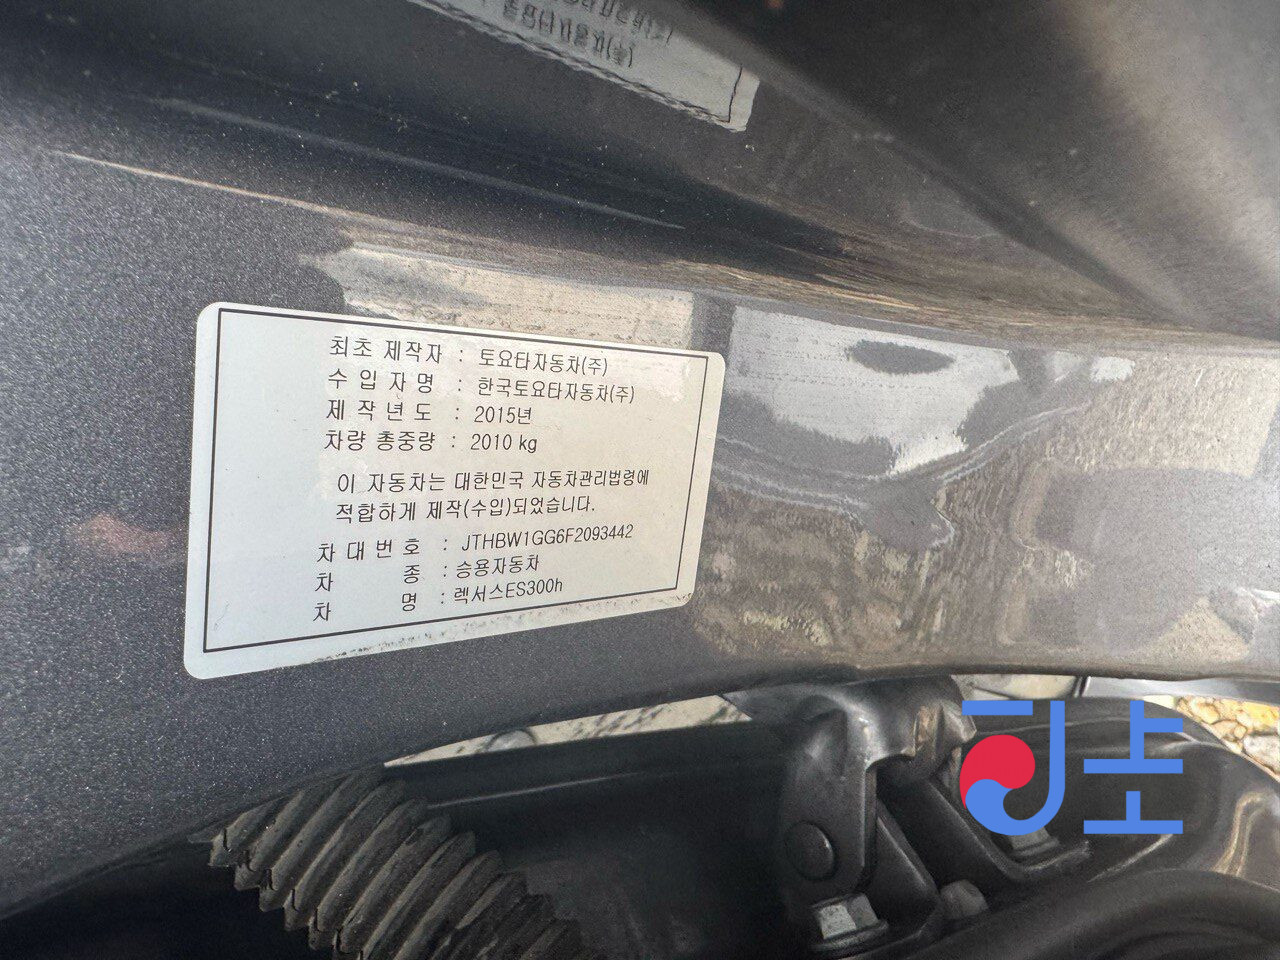 최초 제작자 : 토요타자동차(주)
수 입 자 명 : 한국토요타자동차(주)
제 작 년 도 : 2015년
차량 총중량 : 2010 kg
이 자동차는 대한민국 자동차관리법령에
적합하게 제작(수입)되었습니다.
차 대 번 호 : JTHBW1GG6F2093442
차 종 : 승용자동차
차 명 : 렉서스ES300h